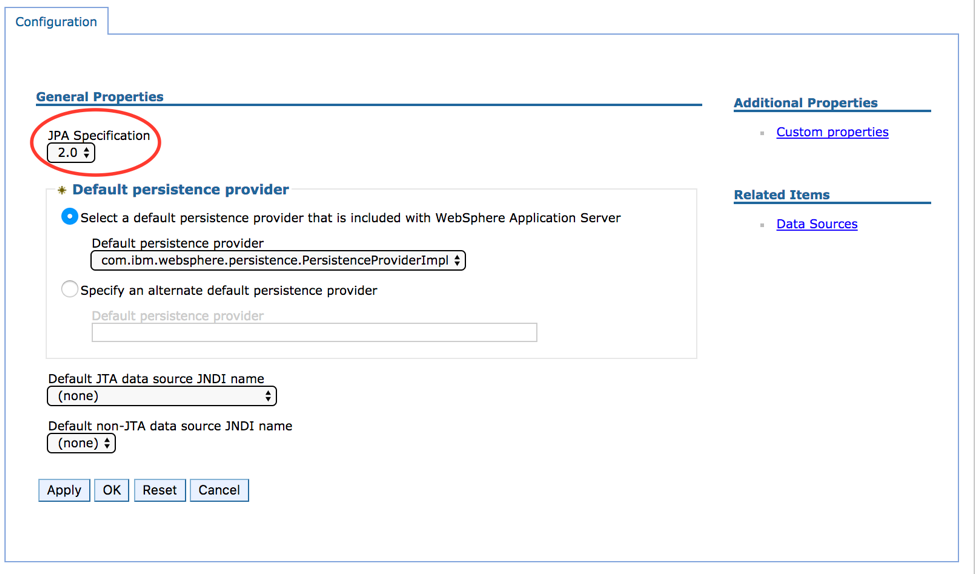 Configuration
General Properties
JPA Specification
2.0
Default persistence provider
Select a default persistence provider that is included with WebSphere Application Server
Default persistence provider
com.ibm.websphere.persistence.PersistenceProviderImpl
Specify an alternate default persistence provider
Default persistence provider
Default JTA data source JNDI name
(none)
Default non-JTA data source JNDI name
(none)
Apply OK Reset Cancel
Additional Properties
Custom properties
Related Items
Data Sources